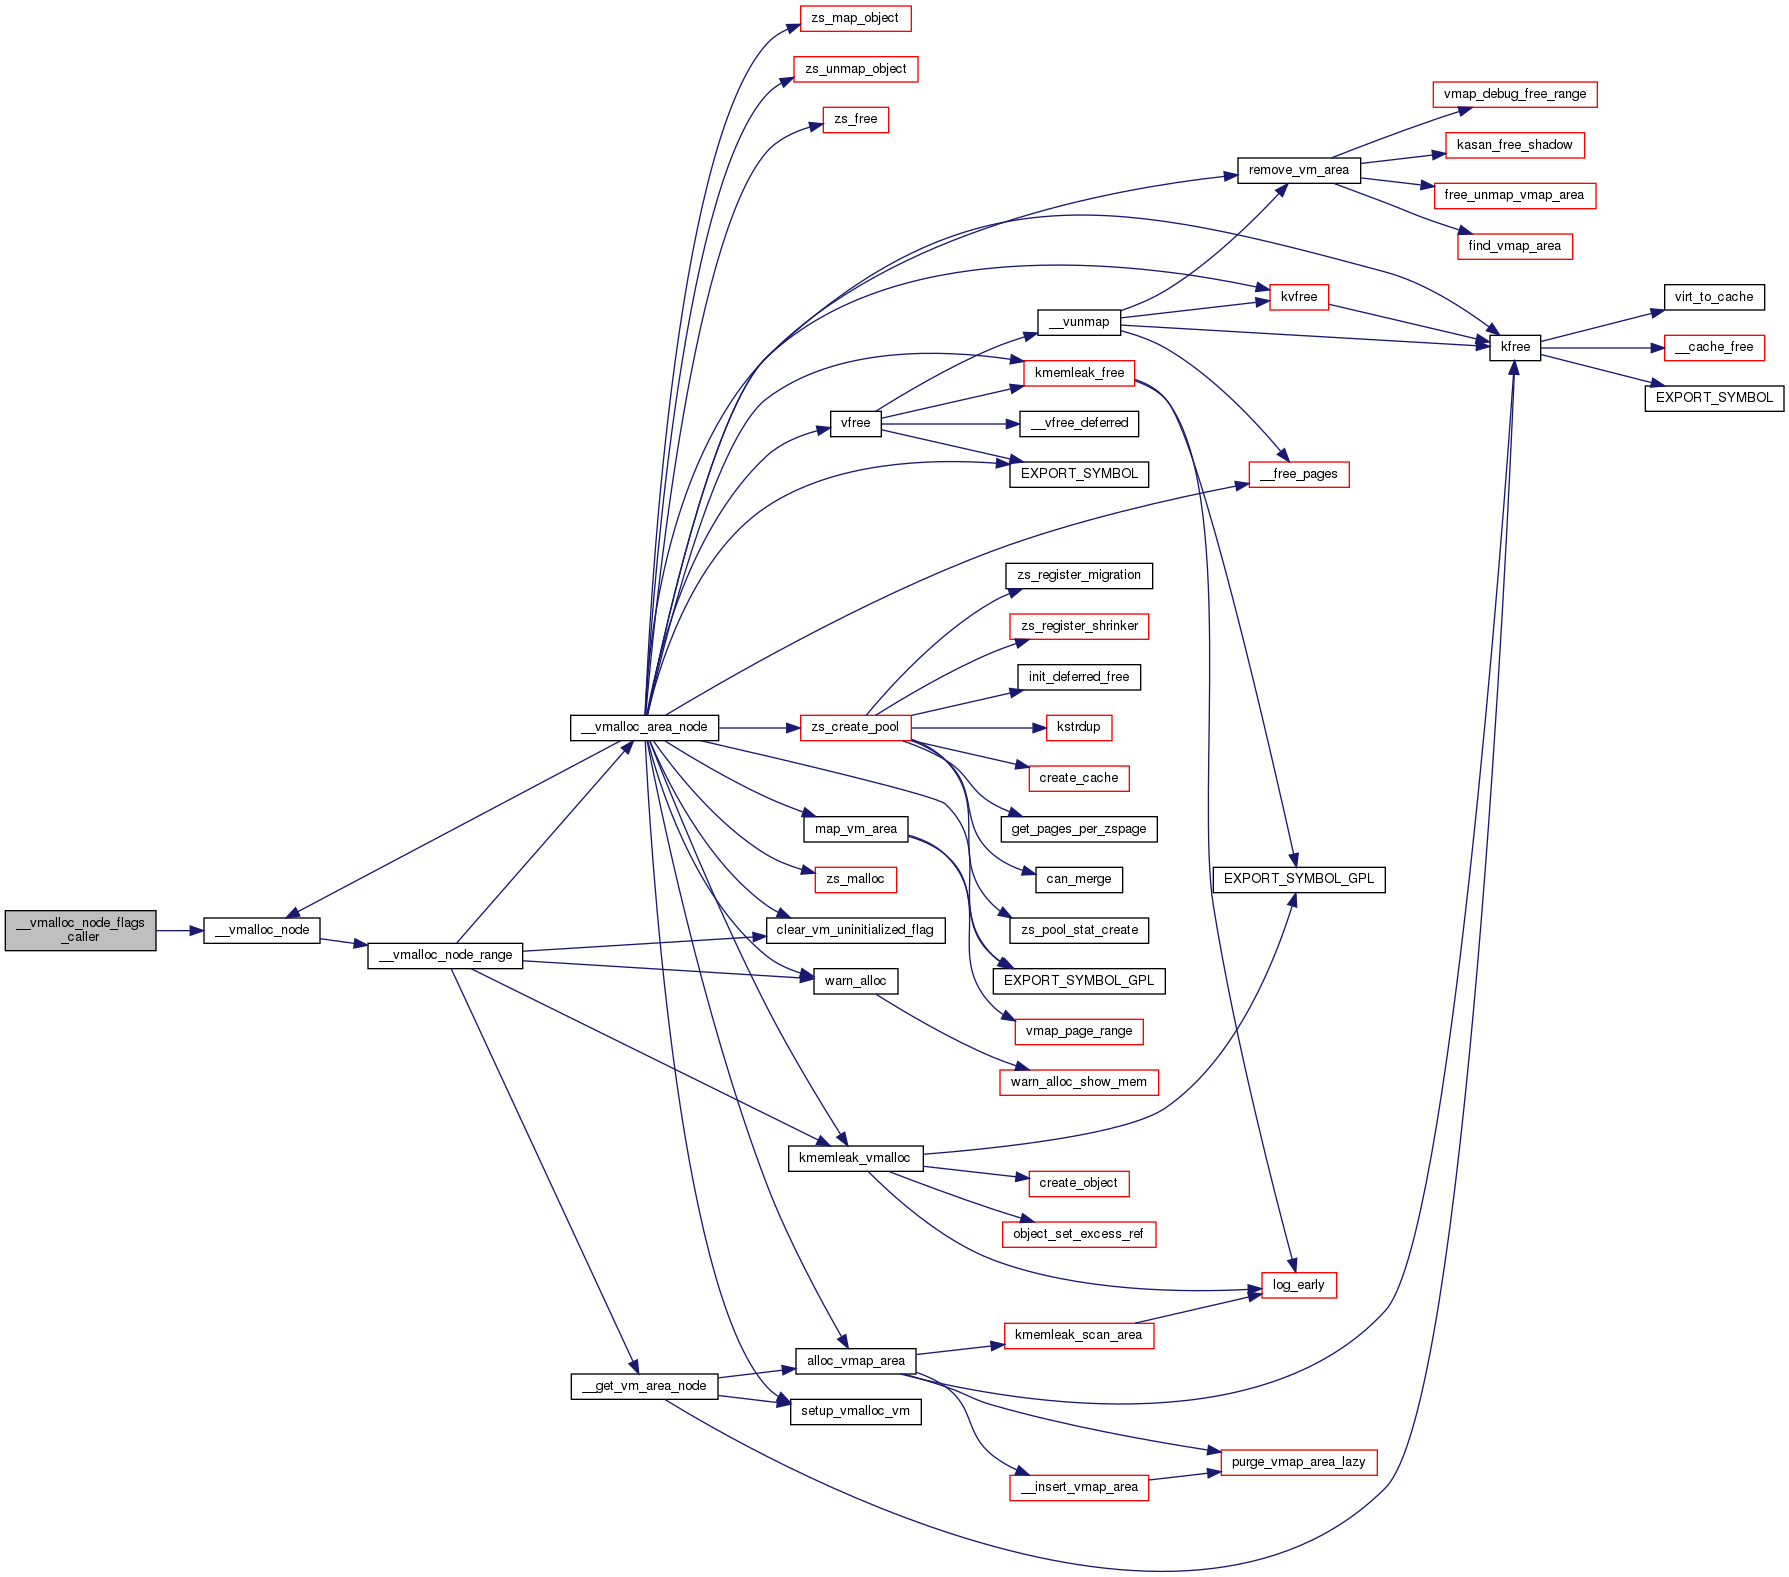 zs_map_object
zs_unmap_object
vmap_debug_free_range
zs_free
kasan_free_shadow
remove_vm_area
free_unmap_vmap_area
find_vmap_area
kvfree
virt_to_cache
__vunmap
kfree
__cache_free
kmemleak_free
EXPORT_SYMBOL
vfree
__vfree_deferred
EXPORT_SYMBOL
__free_pages
zs_register_migration
zs_register_shrinker
init_deferred_free
__vmalloc_area_node
zs_create_pool
kstrdup
create_cache
map_vm_area
get_pages_per_zspage
zs_malloc
can_merge
EXPORT_SYMBOL_GPL
__vmalloc_node_flags
_caller
__vmalloc_node
clear_vm_uninitialized_flag
zs_pool_stat_create
__vmalloc_node_range
warn_alloc
EXPORT_SYMBOL_GPL
vmap_page_range
warn_alloc_show_mem
kmemleak_vmalloc
create_object
object_set_excess_ref
log_early
kmemleak_scan_area
alloc_vmap_area
__get_vm_area_node
setup_vmalloc_vm
purge_vmap_area_lazy
__insert_vmap_area